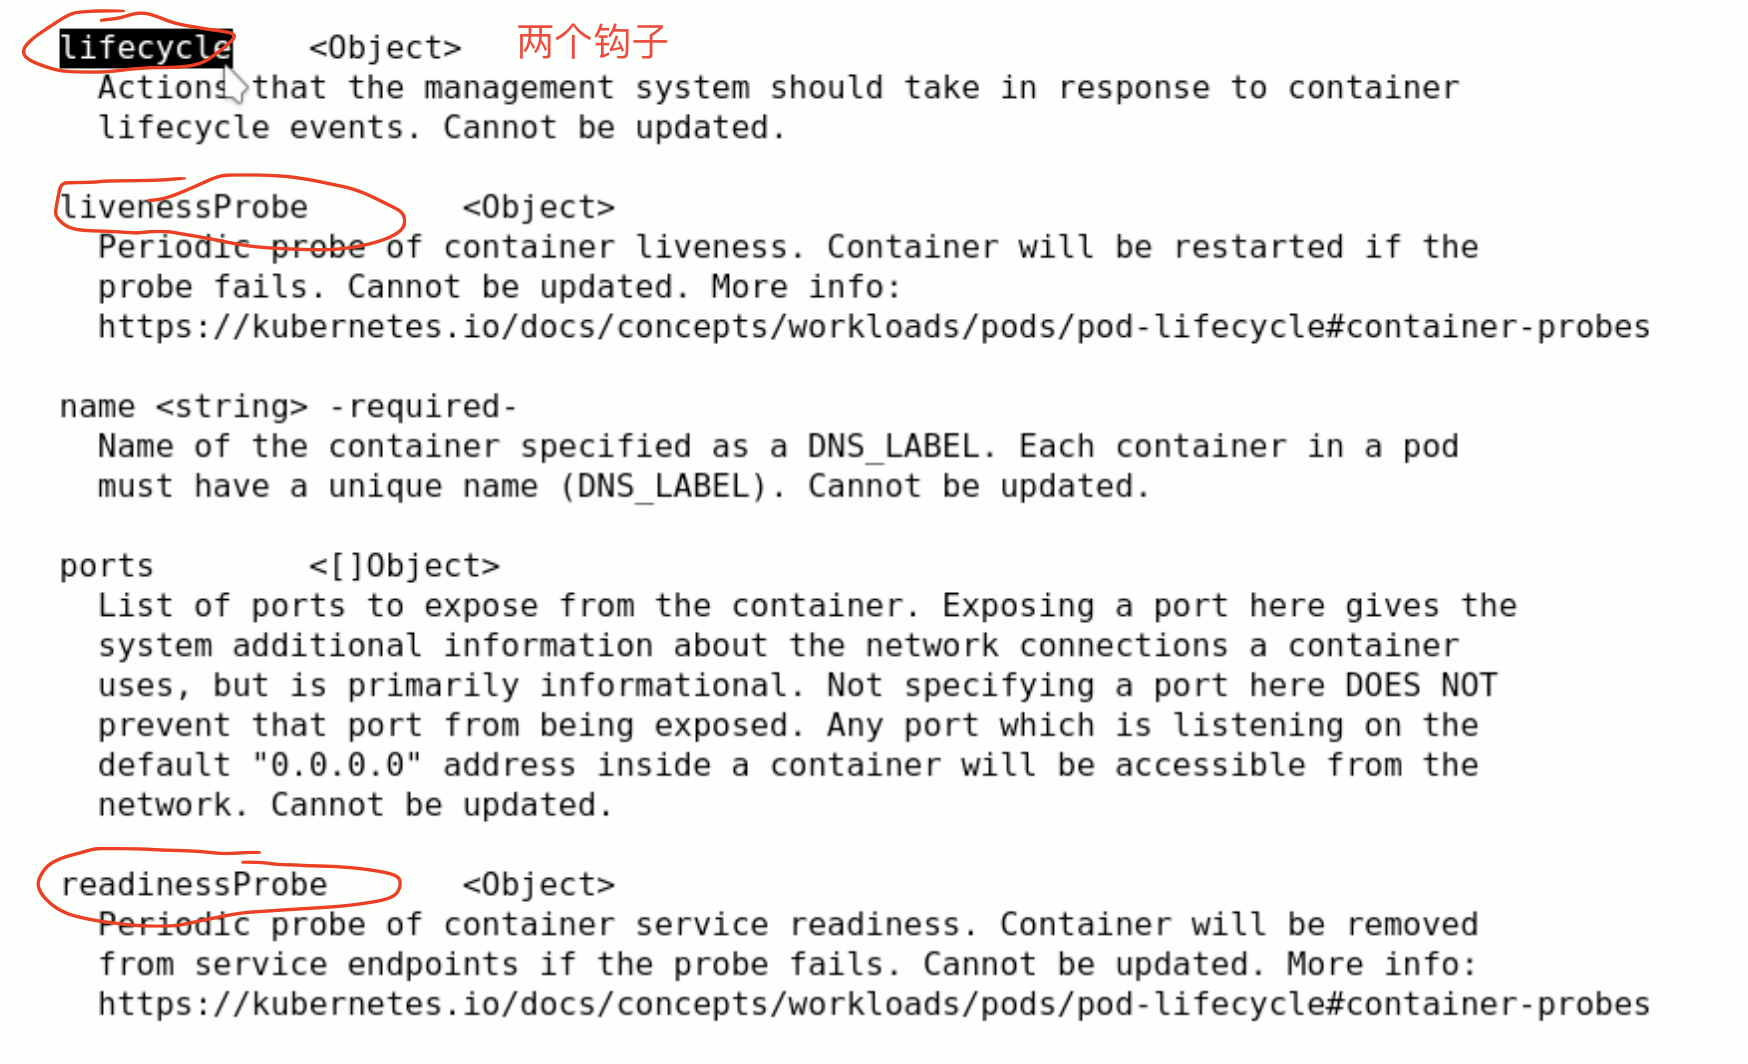 lifecycle <Object> 两个钩子
Actions that the management system should take in response to container
lifecycle events. Cannot be updated.
livenessProbe <Object>
Periodic probe of container liveness. Container will be restarted if the
probe fails. Cannot be updated. More info:
https://kubernetes.io/docs/concepts/workloads/pods/pod-lifecycle#container-probes
name <string> -required-
Name of the container specified as a DNS_LABEL. Each container in a pod
must have a unique name (DNS_LABEL). Cannot be updated.
ports <[]Object>
List of ports to expose from the container. Exposing a port here gives the
system additional information about the network connections a container
uses, but is primarily informational. Not specifying a port here DOES NOT
prevent that port from being exposed. Any port which is listening on the
default "0.0.0.0" address inside a container will be accessible from the
network. Cannot be updated.
readinessProbe <Object>
Periodic probe of container service readiness. Container will be removed
from service endpoints if the probe fails. Cannot be updated. More info:
https://kubernetes.io/docs/concepts/workloads/pods/pod-lifecycle#container-probes